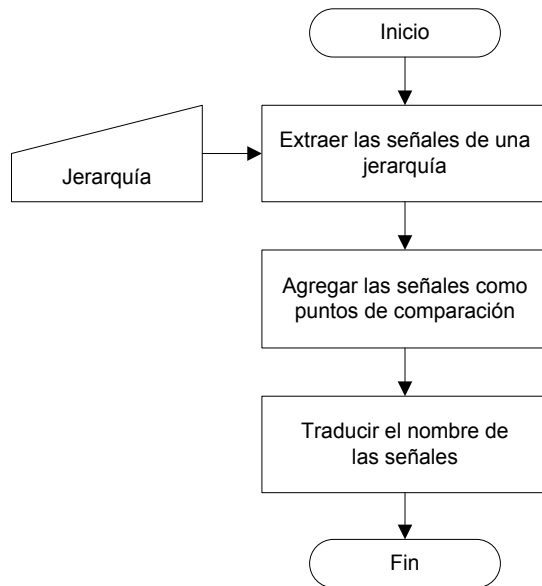 Inicio
Extraer las señales de una
jerarquía
Jerarquía
Agregar las señales como
puntos de comparación
Traducir el nombre de
las señales
Fin